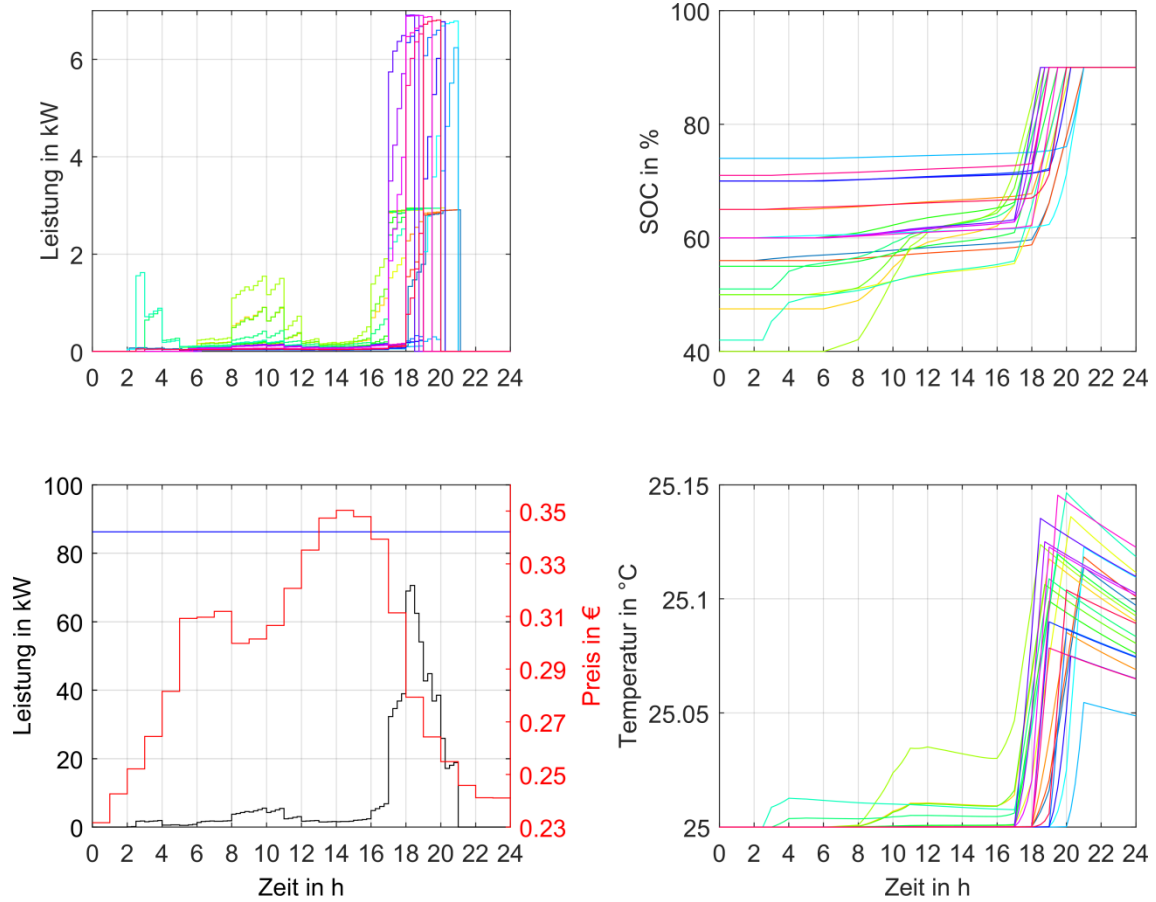 Leistung in kW
6
4
2
0
0 2 4 6 8 10 12 14 16 18 20 22 24
SOC in %
100
80
60
40
0 2 4 6 8 10 12 14 16 18 20 22 24
Leistung in kW
100
80
60
40
20
0
0 2 4 6 8 10 12 14 16 18 20 22 24
Zeit in h
0.35
0.33
0.31
0.29
0.27
0.25
0.23
Preis in €
Temperatur in °C
25.15
25.1
25.05
25
0 2 4 6 8 10 12 14 16 18 20 22 24
Zeit in h